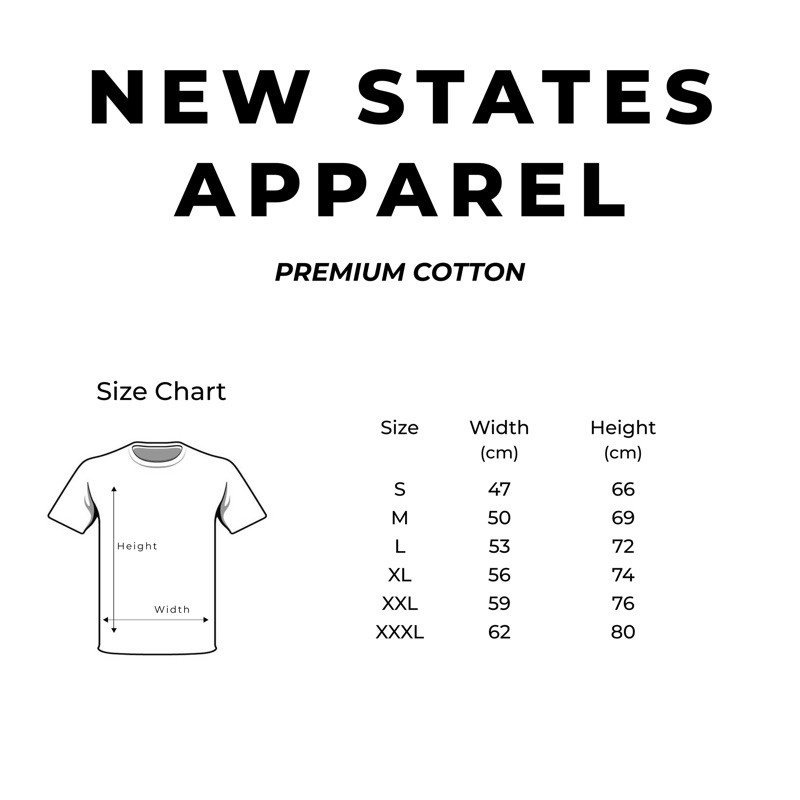 NEW STATES
APPAREL
PREMIUM COTTON
Size Chart
Height
Width
Size Width Height
(cm) (cm)
S 47 66
M 50 69
L 53 72
XL 56 74
XXL 59 76
XXXL 62 80